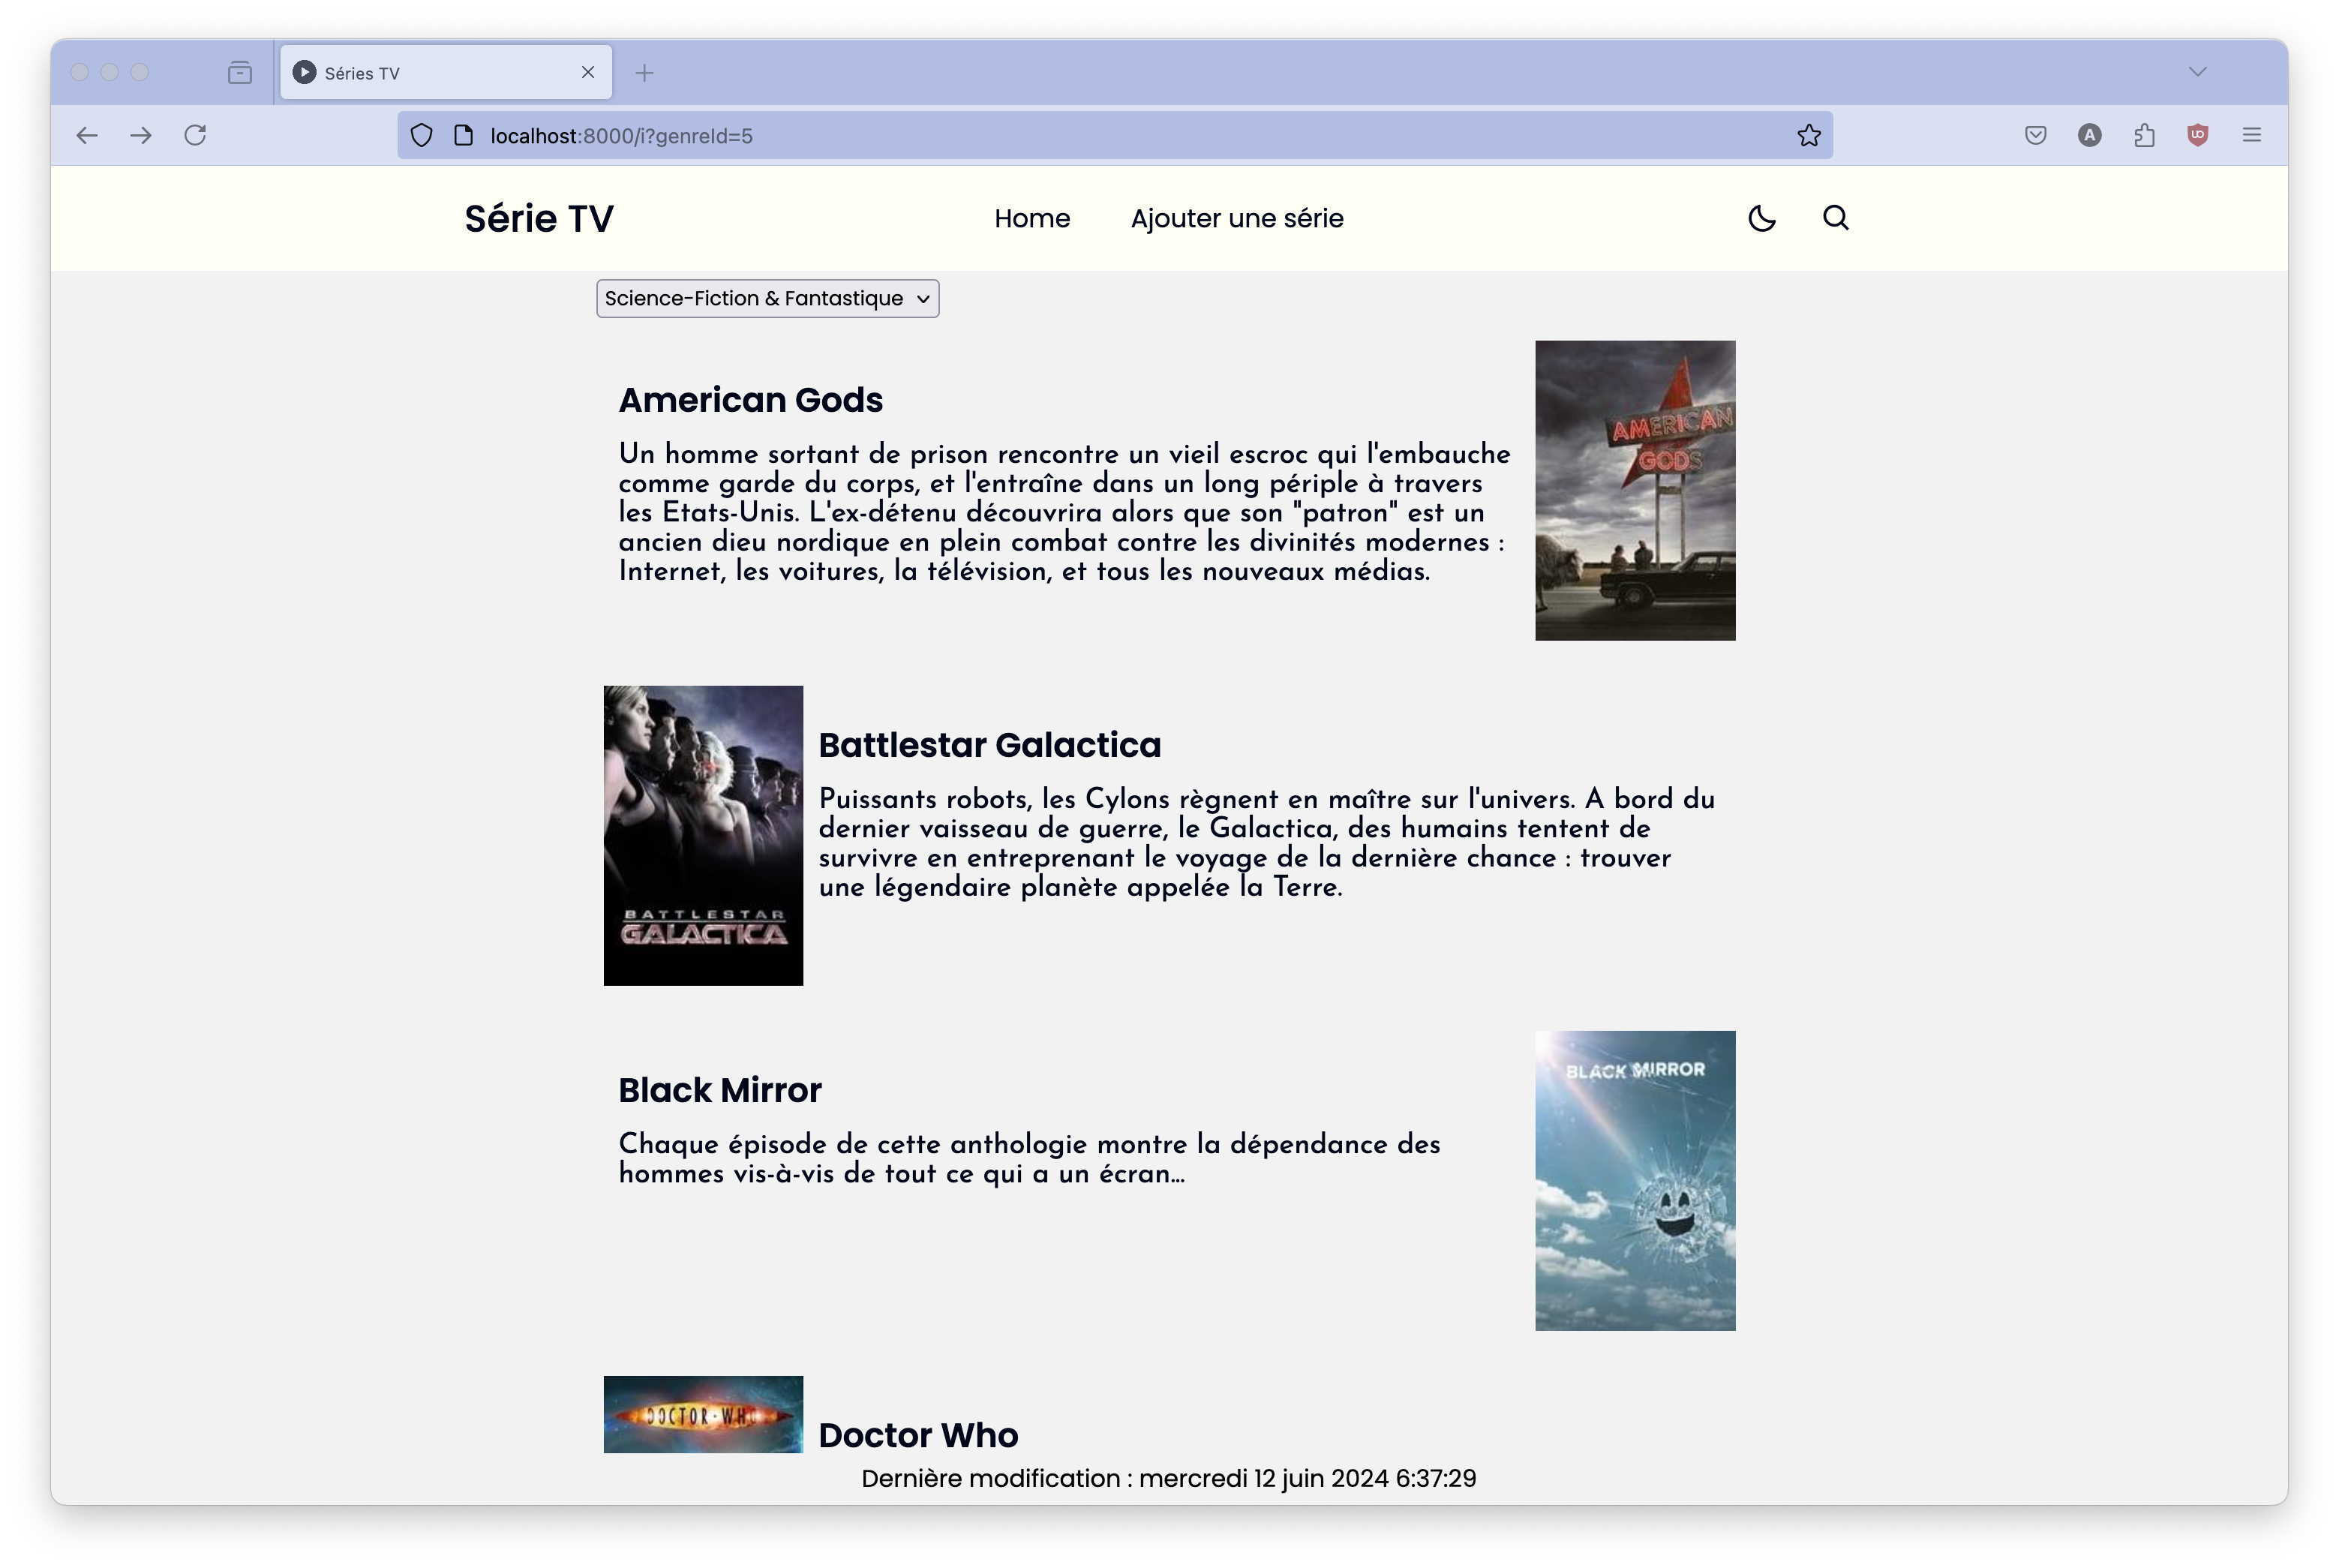 Séries TV
localhost:8000/i?genreId=5
A
Série TV
Home
Ajouter une série
Science-Fiction & Fantastique
American Gods
Un homme sortant de prison rencontre un vieil escroc qui l'embauche
comme garde du corps, et l'entraîne dans un long périple à travers
les Etats-Unis. L'ex-détenu découvrira alors que son "patron" est un
ancien dieu nordique en plein combat contre les divinités modernes :
Internet, les voitures, la télévision, et tous les nouveaux médias.
AMERICAN
GODS
BATTLESTAR
GALACTICA
Battlestar Galactica
Puissants robots, les Cylons règnent en maître sur l'univers. A bord du
dernier vaisseau de guerre, le Galactica, des humains tentent de
survivre en entreprenant le voyage de la dernière chance : trouver
une légendaire planète appelée la Terre.
Black Mirror
Chaque épisode de cette anthologie montre la dépendance des
hommes vis-à-vis de tout ce qui a un écran...
BLACK MIRROR
DOCTOR·WHO
Doctor Who
Dernière modification : mercredi 12 juin 2024 6:37:29